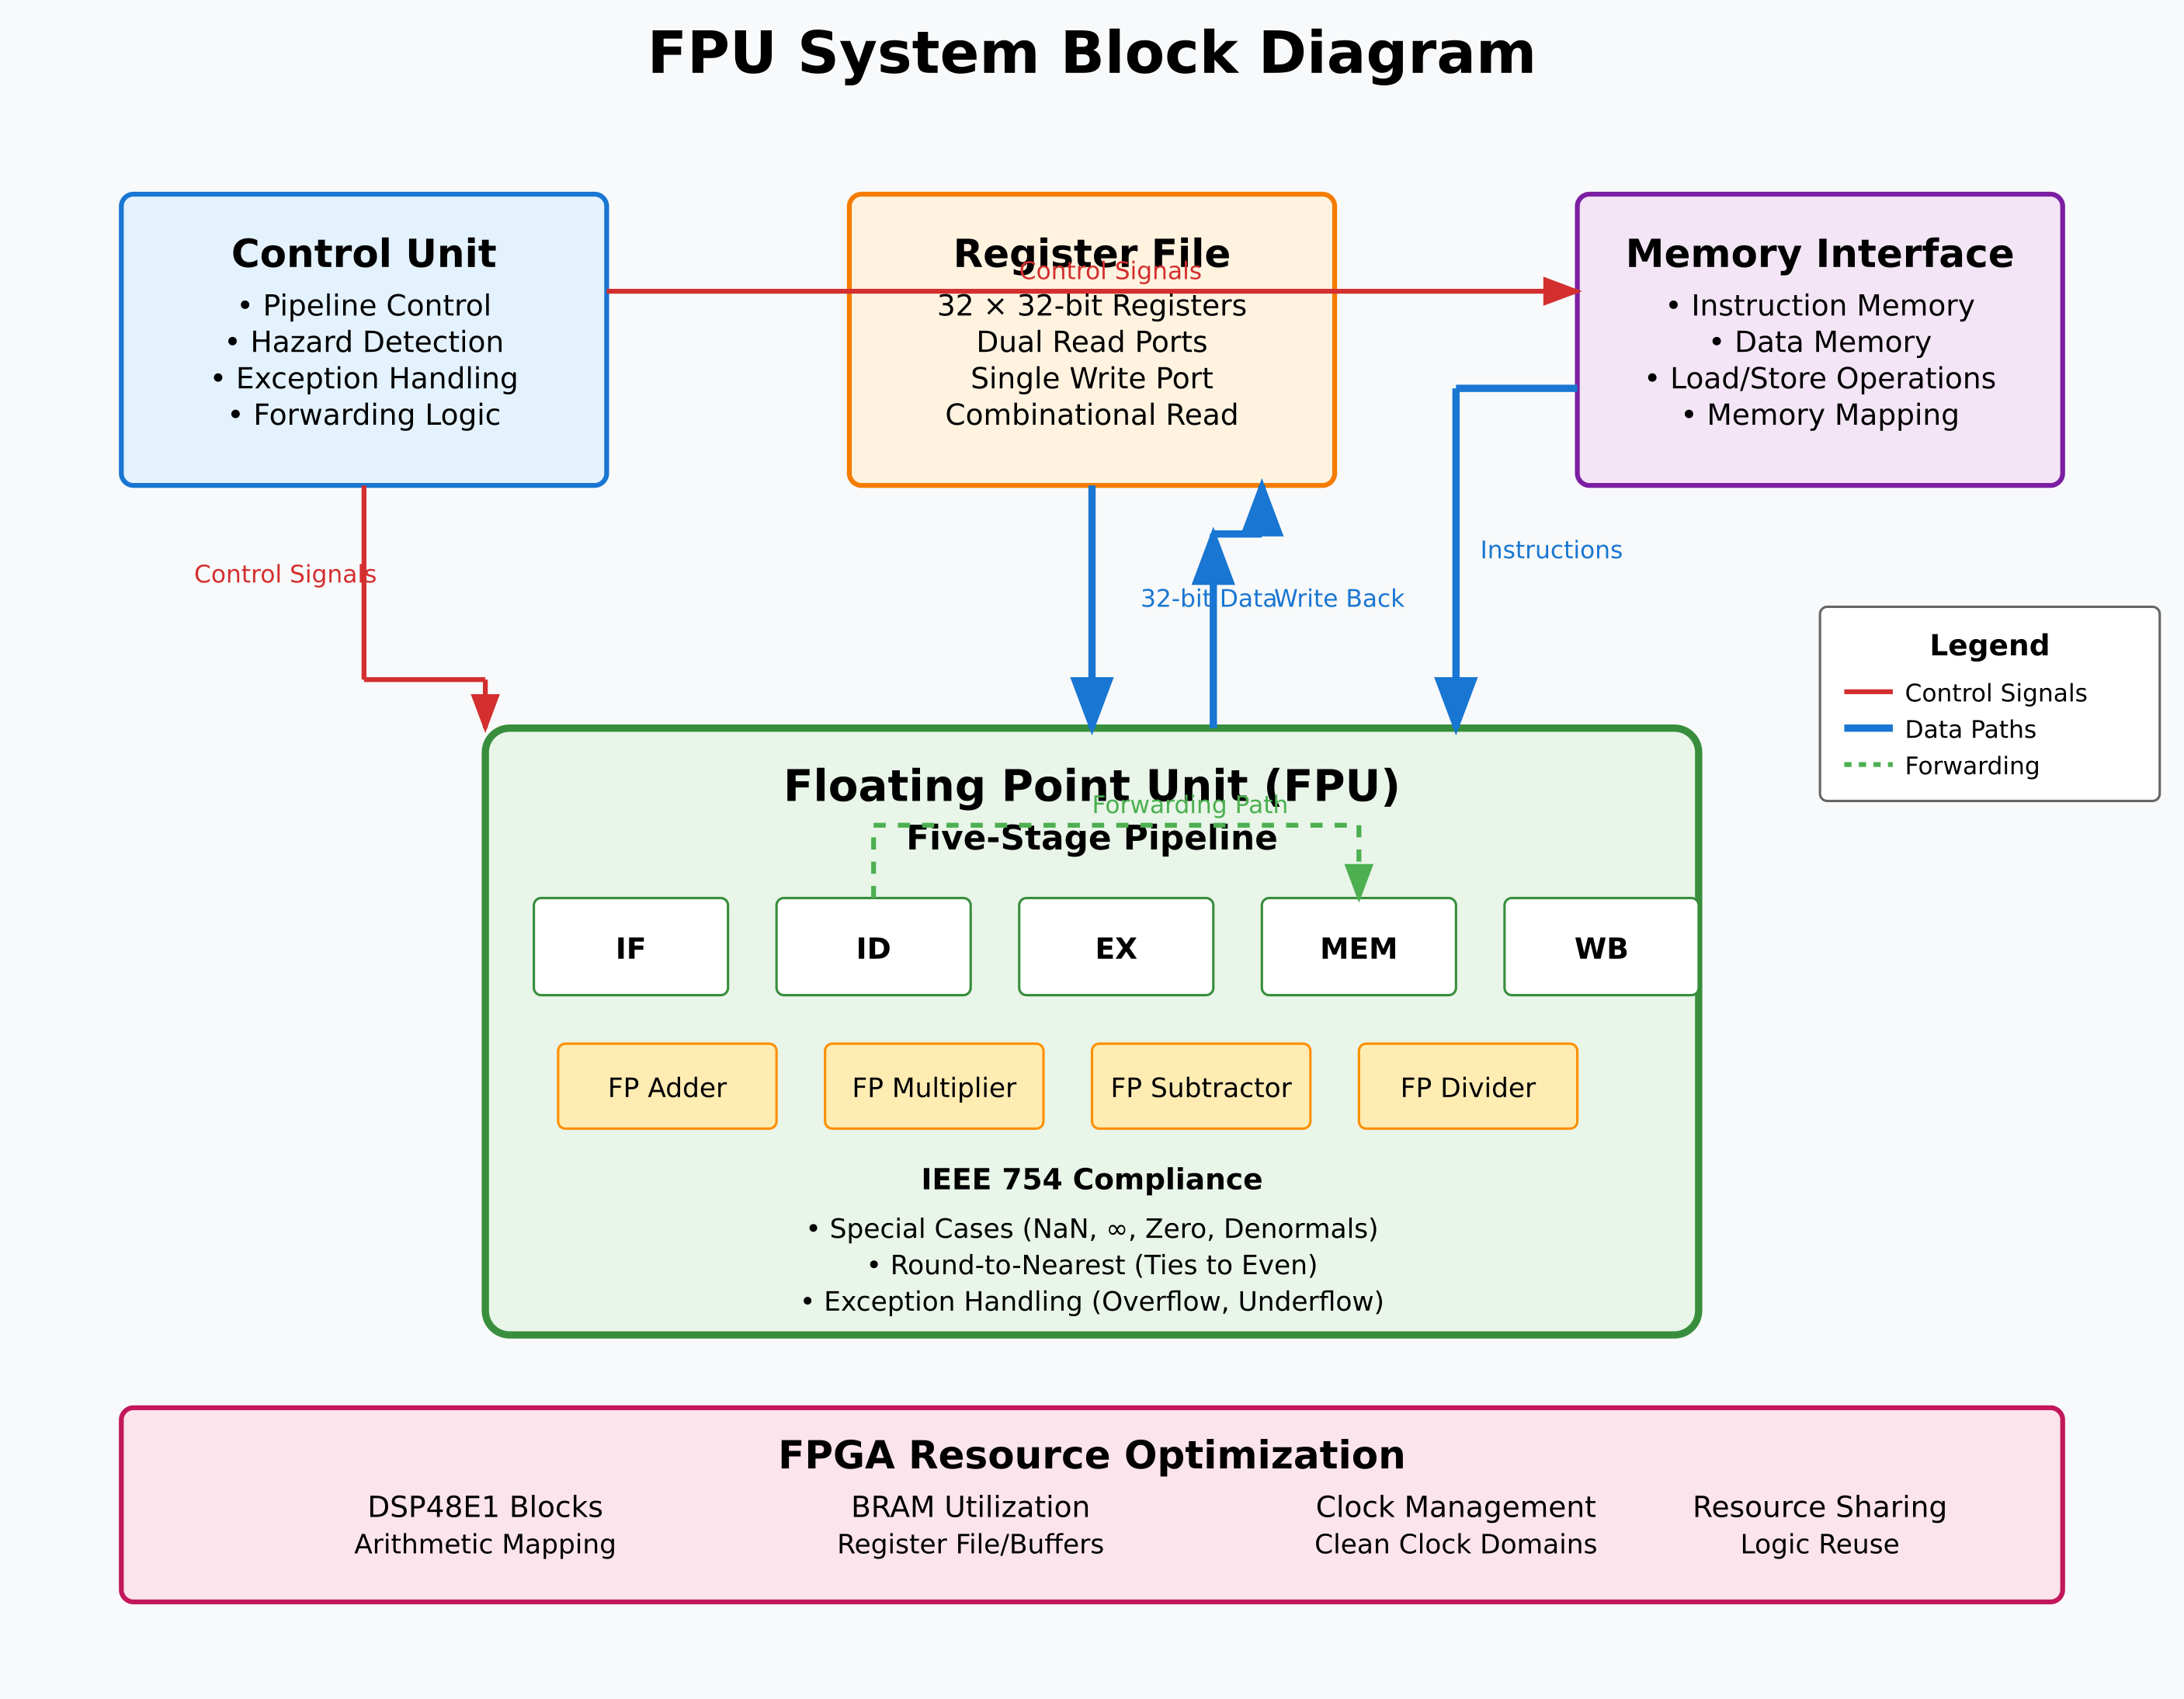 FPU System Block Diagram
Control Unit
• Pipeline Control
• Hazard Detection
• Exception Handling
• Forwarding Logic
Register File
Control Signals
32 × 32-bit Registers
Dual Read Ports
Single Write Port
Combinational Read
Memory Interface
• Instruction Memory
• Data Memory
• Load/Store Operations
• Memory Mapping
Control Signals
32-bit Data
Write Back
Instructions
Legend
Control Signals
Data Paths
Forwarding
Floating Point Unit (FPU)
Forwarding Path
Five-Stage Pipeline
IF
ID
EX
MEM
WB
FP Adder
FP Multiplier
FP Subtractor
FP Divider
IEEE 754 Compliance
• Special Cases (NaN, ∞, Zero, Denormals)
• Round-to-Nearest (Ties to Even)
• Exception Handling (Overflow, Underflow)
FPGA Resource Optimization
DSP48E1 Blocks
Arithmetic Mapping
BRAM Utilization
Register File/Buffers
Clock Management
Clean Clock Domains
Resource Sharing
Logic Reuse